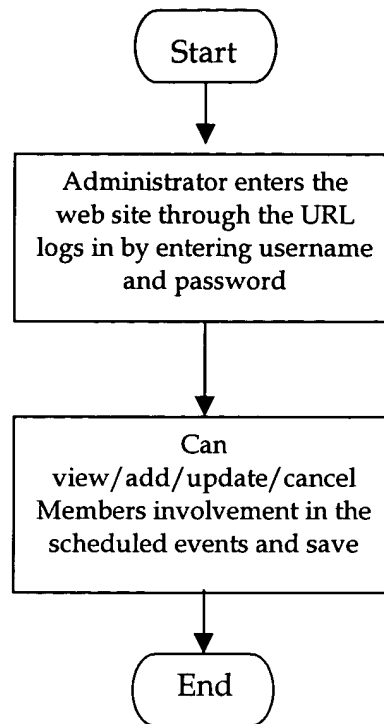 Start
Administrator enters the
web site through the URL
logs in by entering username
and password
Can
view/add/update/cancel
Members involvement in the
scheduled events and save
End